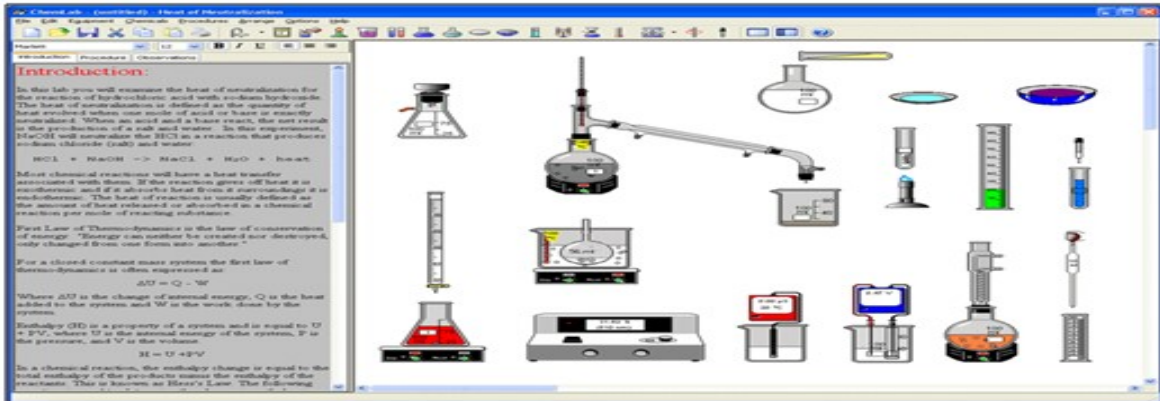 ChemLab - (untitled) - Heat of Neutralization
File Edit Equipment Chemicals Procedures Arrange Options Help
Marlett 12 B I U
Introduction Procedure Observations
Introduction:
In this lab you will examine the heat of neutralization for
the reaction of hydrochloric acid with sodium hydroxide.
The heat of neutralization is defined as the quantity of
heat evolved when one mole of acid or base is exactly
neutralized. When an acid and a base react, the net result
is the production of a salt and water. In this experiment,
NaOH will neutralize the HCl in a reaction that produces
sodium chloride (salt) and water.
HCl + NaOH -> NaCl + H2O + heat
Most chemical reactions will have a heat transfer
associated with them. If the reaction gives off heat it is
exothermic and if it absorbs heat from it surroundings it is
endothermic. The heat of reaction is usually defined as
the amount of heat released or absorbed in a chemical
reaction per mole of reacting substance.
First Law of Thermodynamics is the law of conservation
of energy. "Energy can neither be created nor destroyed,
only changed from one form into another."
For a closed constant mass system the first law of
thermo-dynamics is often expressed as:
ΔU = Q - W
Where ΔU is the change of internal energy, Q is the heat
added to the system and W is the work done by the
system.
Enthalpy (H) is a property of a system and is equal to U
+ PV, where U is the internal energy of the system, P is
the pressure, and V is the volume.
H = U +PV
In a chemical reaction, the enthalpy change is equal to the
total enthalpy of the products minus the enthalpy of the
reactants. This is known as Hess's Law. The following